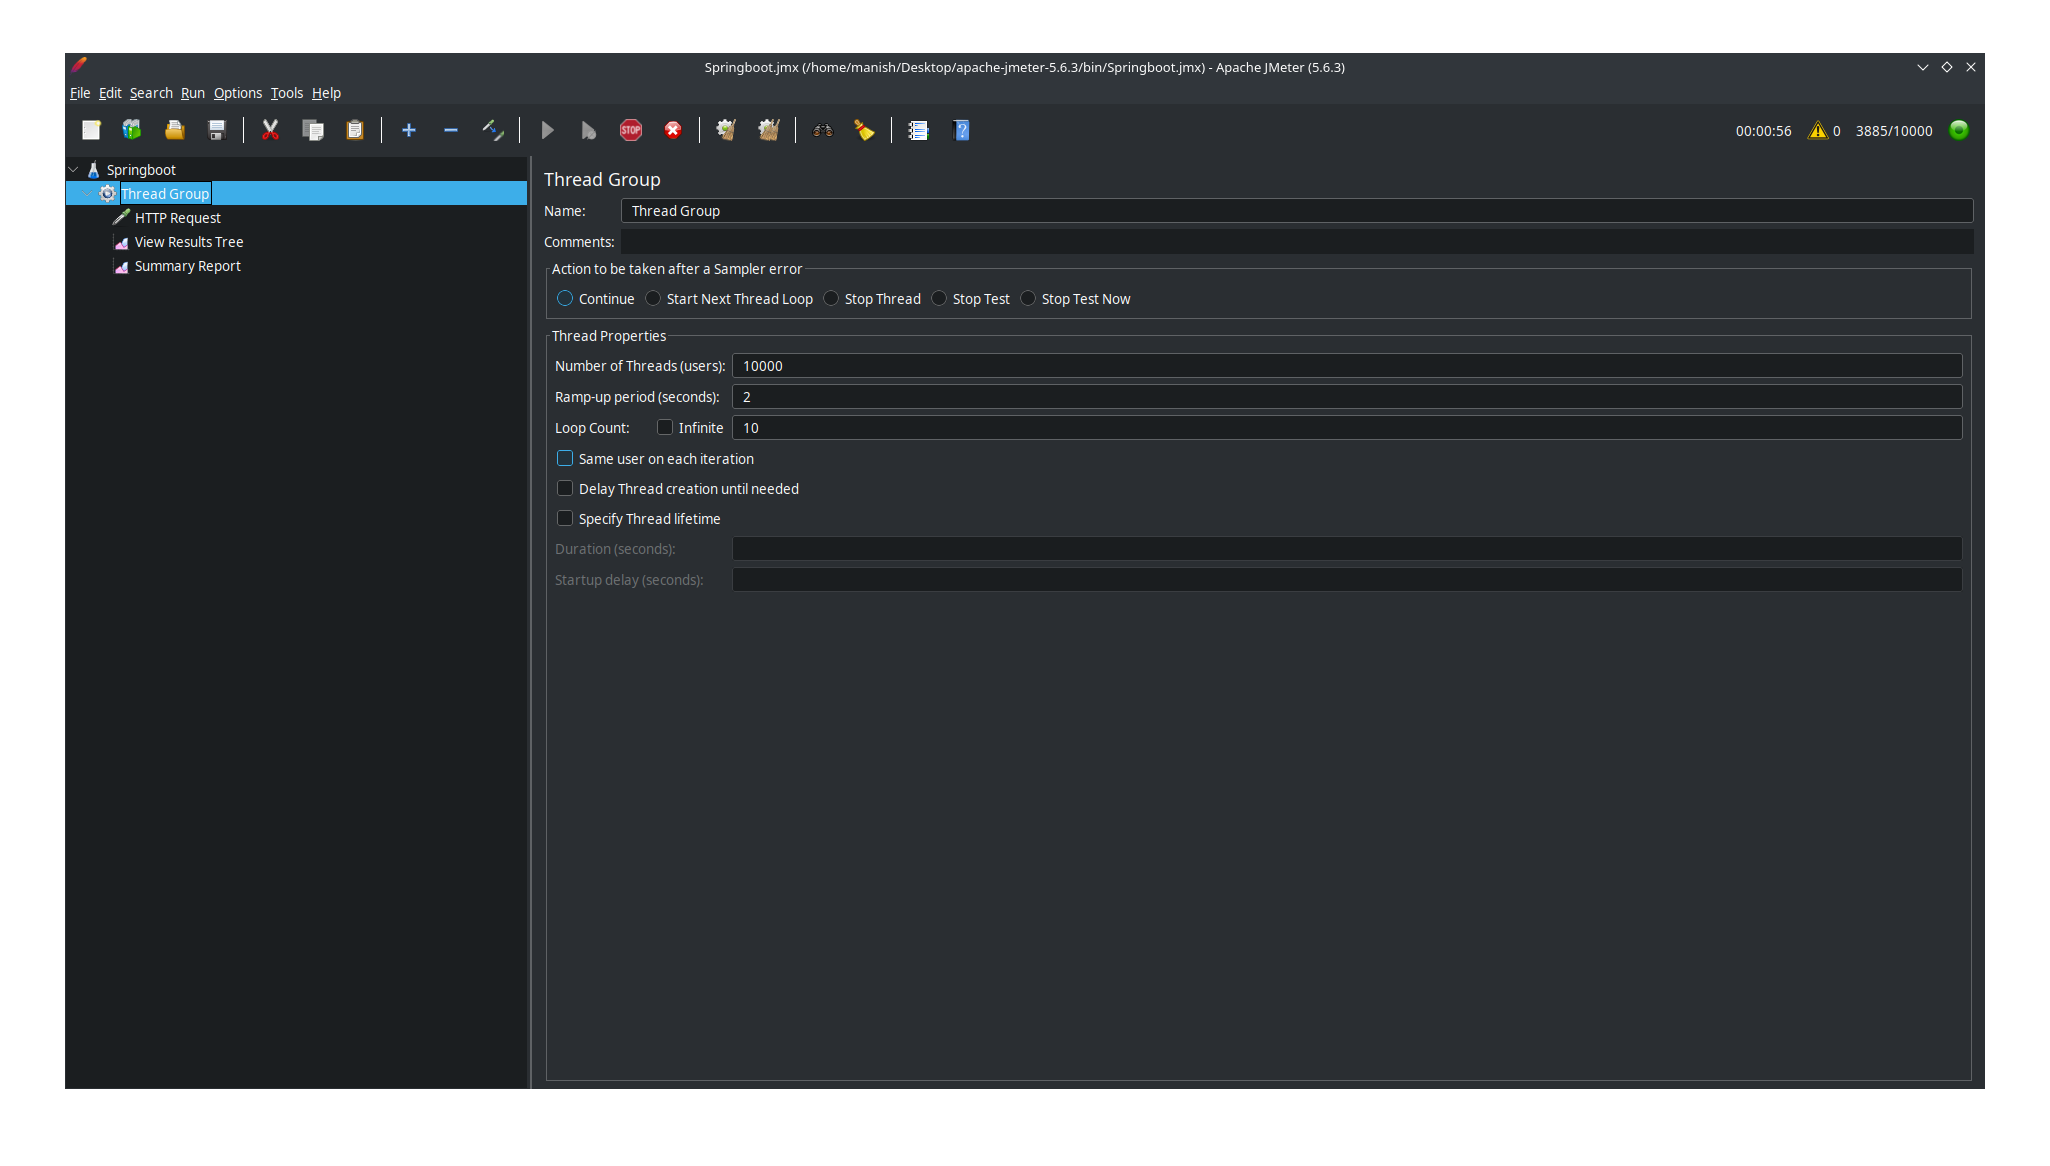 Springboot.jmx (/home/manish/Desktop/apache-jmeter-5.6.3/bin/Springboot.jmx) - Apache JMeter (5.6.3)
File Edit Search Run Options Tools Help
STOP ? 00:00:56 0 3885/10000
Springboot
Thread Group
HTTP Request
View Results Tree
Summary Report
Thread Group
Name: Thread Group
Comments:
Action to be taken after a Sampler error
Continue Start Next Thread Loop Stop Thread Stop Test Stop Test Now
Thread Properties
Number of Threads (users): 10000
Ramp-up period (seconds): 2
Loop Count: Infinite 10
Same user on each iteration
Delay Thread creation until needed
Specify Thread lifetime
Duration (seconds):
Startup delay (seconds):